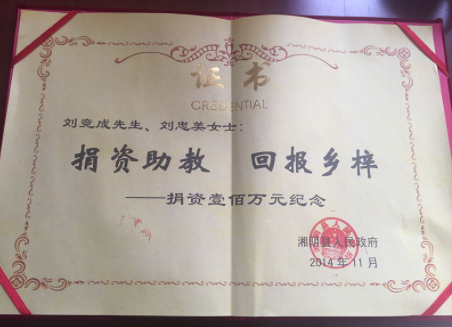 证书
CREDENTIAL
刘竞成先生、刘忠美女士：
捐资助教 回报乡梓
——捐资壹佰万元纪念
湘阴县人民政府
2014年11月